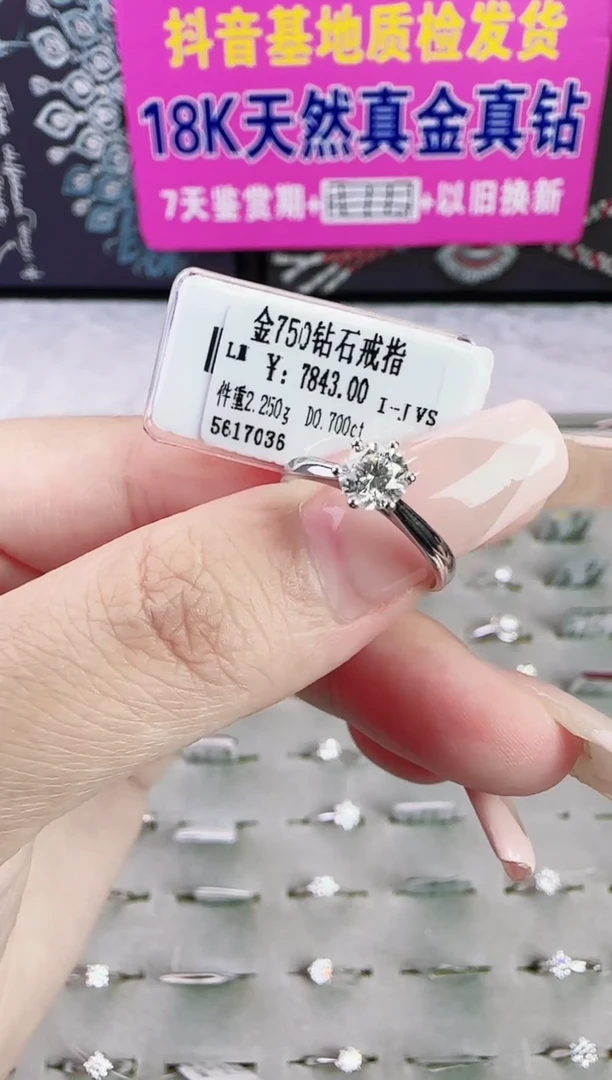 抖音基地质检发货
18K天然真金真钻
7天鉴赏期+
+以旧换新
金750钻石戒指
¥: 7843.00 I-J VS
件重2.250g D0.700ct
5617036